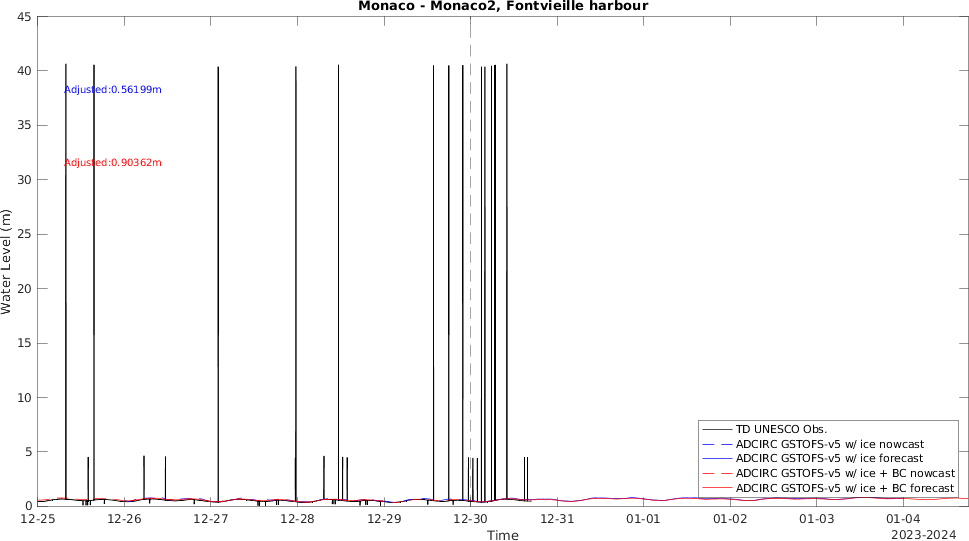 Monaco - Monaco2, Fontvieille harbour
45
40
35
30
25
20
15
10
5
0
Water Level (m)
Adjusted:0.56199m
Adjusted:0.90362m
TD UNESCO Obs.
ADCIRC GSTOFS-v5 w/ ice nowcast
ADCIRC GSTOFS-v5 w/ ice forecast
ADCIRC GSTOFS-v5 w/ ice + BC nowcast
ADCIRC GSTOFS-v5 w/ ice + BC forecast
12-25 12-26 12-27 12-28 12-29 12-30 12-31 01-01 01-02 01-03 01-04
Time
2023-2024